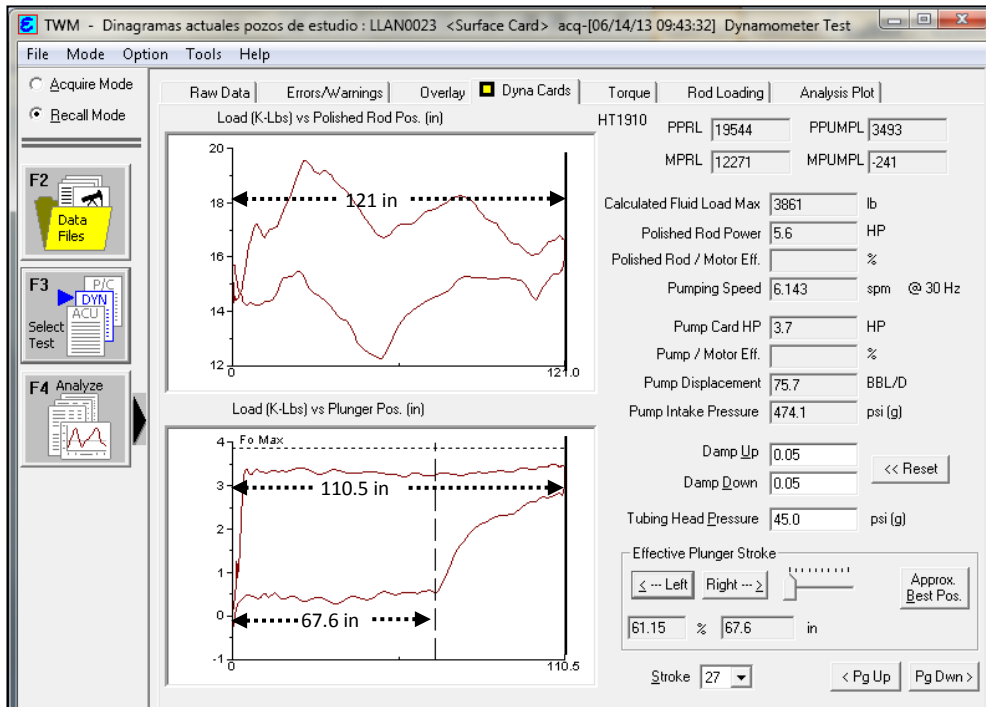 TWM - Dinagramas actuales pozos de estudio : LLAN0023 <Surface Card> acq-[06/14/13 09:43:32] Dynamometer Test
File Mode Option Tools Help
Acquire Mode
Recall Mode
F2
Data
Files
F3
P/C
DYN
ACU
Select
Test
F4 Analyze
Raw Data Errors/Warnings Overlay Dyna Cards Torque Rod Loading Analysis Plot
Load (K-Lbs) vs Polished Rod Pos. (in)
20
18
16
14
12
121 in
0 121.0
Load (K-Lbs) vs Plunger Pos. (in)
4
3
2
1
0
-1
Fo Max
110.5 in
67.6 in
0 110.5
HT1910 PPRL 19544 PPUMPL 3493
MPRL 12271 MPUMPL -241
Calculated Fluid Load Max 3861 lb
Polished Rod Power 5.6 HP
Polished Rod / Motor Eff. %
Pumping Speed 6.143 spm @ 30 Hz
Pump Card HP 3.7 HP
Pump / Motor Eff. %
Pump Displacement 75.7 BBL/D
Pump Intake Pressure 474.1 psi (g)
Damp Up 0.05
Damp Down 0.05
<< Reset
Tubing Head Pressure 45.0 psi (g)
Effective Plunger Stroke
< --- Left Right --- >
Approx.
Best Pos.
61.15 % 67.6 in
Stroke 27
< Pg Up Pg Dwn >